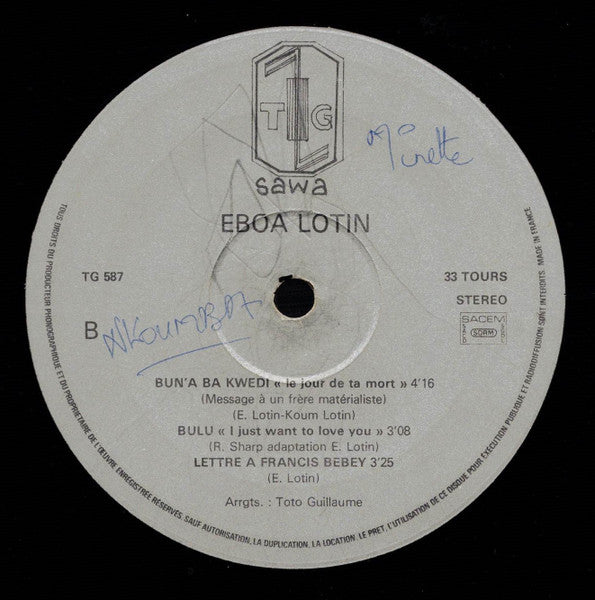 T G
sawa
Minette
EBOA LOTIN
TG 587
33 TOURS
STEREO
SACEM
SDRM
B
BUN'A BA KWEDI « le jour de ta mort » 4'16
(Message à un frère matérialiste)
(E. Lotin-Koum Lotin)
BULU « I just want to love you » 3'08
(R. Sharp adaptation E. Lotin)
LETTRE A FRANCIS BEBEY 3'25
(E. Lotin)
Arrgts. : Toto Guillaume
TOUS DROITS DU PRODUCTEUR PHONOGRAPHIQUE ET DU PROPRIETAIRE DE L'ŒUVRE ENREGISTREE RÉSERVÉS. SAUF AUTORISATION, LA DUPLICATION, LA LOCATION, LE PRET, L'UTILISATION DE CE DISQUE POUR EXECUTION PUBLIQUE ET RADIODIFFUSION SONT INTERDITS. MADE IN FRANCE